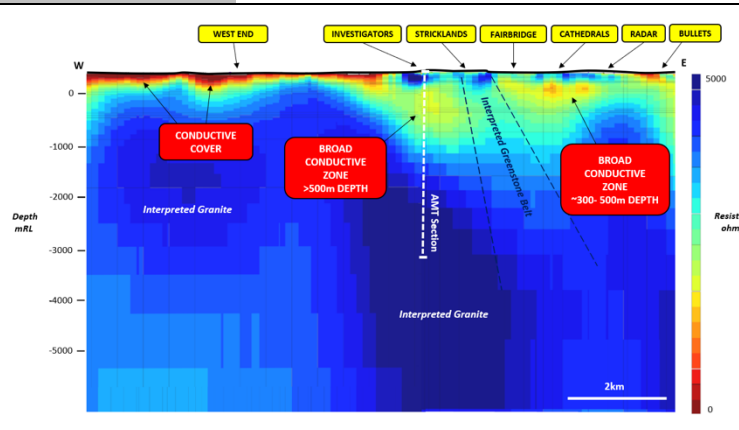 WEST END
INVESTIGATORS
STRICKLANDS
FAIRBRIDGE
CATHEDRALS
RADAR
BULLETS
W
E
0
-1000
-2000
-3000
-4000
-5000
Depth
mRL
CONDUCTIVE
COVER
BROAD
CONDUCTIVE
ZONE
>500m DEPTH
BROAD
CONDUCTIVE
ZONE
~300- 500m DEPTH
Interpreted Granite
AMT Section
Interpreted Greenstone Belt
Interpreted Granite
2km
5000
Resist
ohm
0